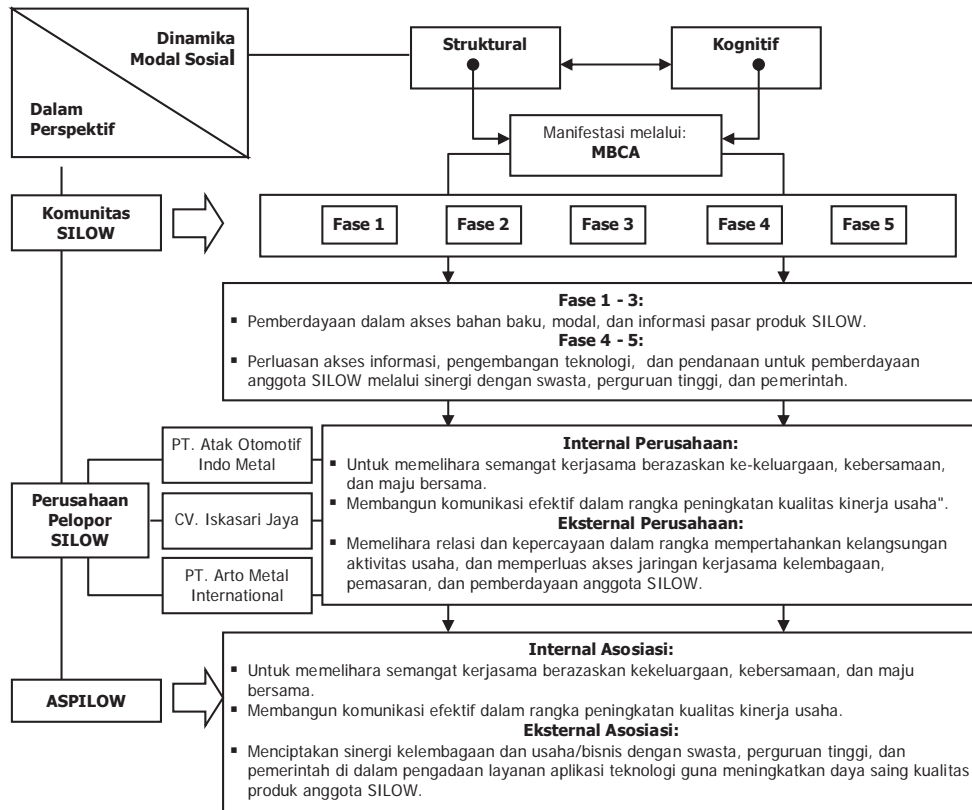 Dinamika
Modal Sosial
Dalam
Perspektif
Struktural
Kognitif
Manifestasi melalui:
MBCA
Komunitas
SILOW
Fase 1
Fase 2
Fase 3
Fase 4
Fase 5
Fase 1 - 3:
▪ Pemberdayaan dalam akses bahan baku, modal, dan informasi pasar produk SILOW.
Fase 4 - 5:
▪ Perluasan akses informasi, pengembangan teknologi, dan pendanaan untuk pemberdayaan
anggota SILOW melalui sinergi dengan swasta, perguruan tinggi, dan pemerintah.
Perusahaan
Pelopor
SILOW
PT. Atak Otomotif
Indo Metal
CV. Iskasari Jaya
PT. Arto Metal
International
Internal Perusahaan:
▪ Untuk memelihara semangat kerjasama berazaskan ke-keluargaan, kebersamaan,
dan maju bersama.
▪ Membangun komunikasi efektif dalam rangka peningkatan kualitas kinerja usaha".
Eksternal Perusahaan:
▪ Memelihara relasi dan kepercayaan dalam rangka mempertahankan kelangsungan
aktivitas usaha, dan memperluas akses jaringan kerjasama kelembagaan,
pemasaran, dan pemberdayaan anggota SILOW.
ASPILOW
Internal Asosiasi:
▪ Untuk memelihara semangat kerjasama berazaskan kekeluargaan, kebersamaan, dan maju
bersama.
▪ Membangun komunikasi efektif dalam rangka peningkatan kualitas kinerja usaha.
Eksternal Asosiasi:
▪ Menciptakan sinergi kelembagaan dan usaha/bisnis dengan swasta, perguruan tinggi, dan
pemerintah di dalam pengadaan layanan aplikasi teknologi guna meningkatkan daya saing kualitas
produk anggota SILOW.